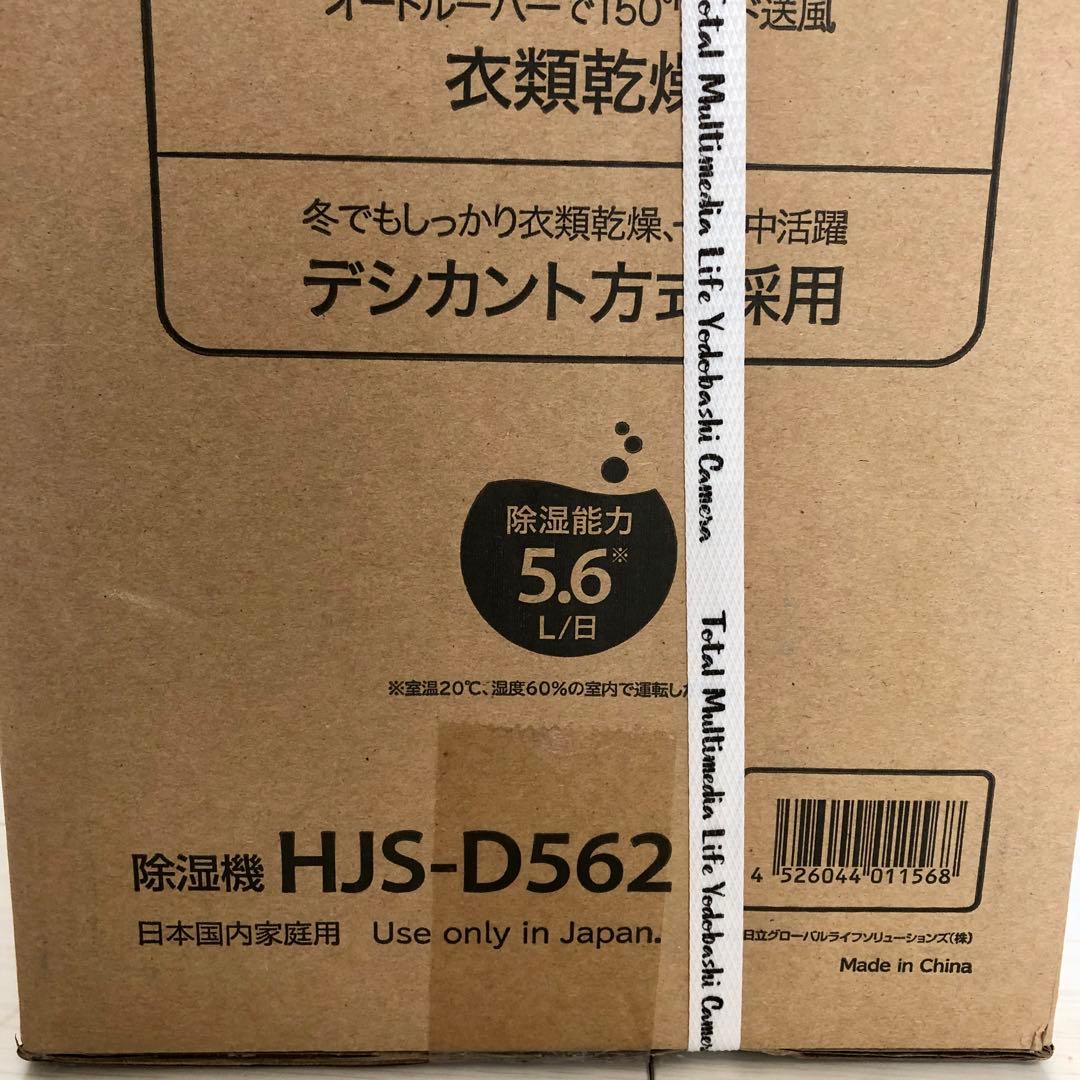 オートルーバーで150°ワイド送風
衣類乾燥
冬でもしっかり衣類乾燥、一 中活躍
デシカント方式採用
除湿能力
5.6※
L/日
※室温20℃、湿度60%の室内で運転した
除湿機 HJS-D562
日本国内家庭用 Use only in Japan.
4 526044 011568
日立グローバルライフソリューションズ(株)
Made in China
Total Multimedia Life Yodobashi Camera
Total Multimedia Life Yodobashi Camera